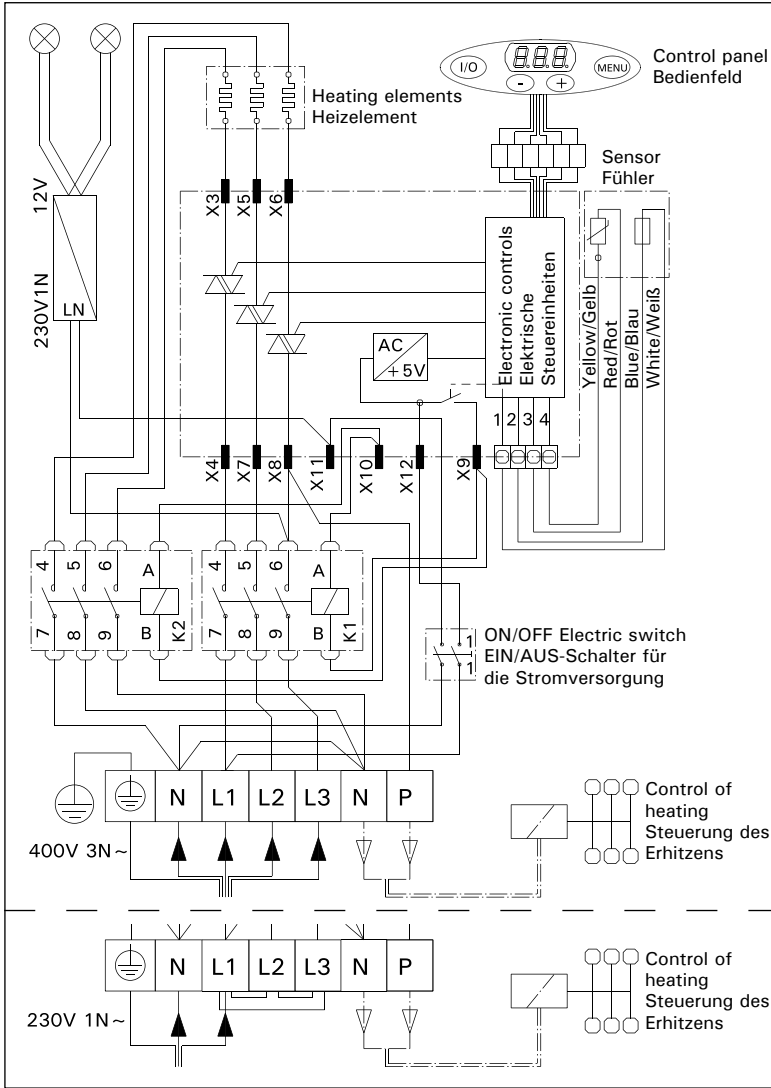 I/O
8.8.8.
-
+
MENU
Control panel
Bedienfeld
Heating elements
Heizelement
Sensor
Fühler
12V
230V1N
LN
X3
X5
X6
Electronic controls
Elektrische
Steuereinheiten
Yellow/Gelb
Red/Rot
Blue/Blau
White/Weiß
AC
+5V
1 2 3 4
X4
X7
X8
X11
X10
X12
X9
4 5 6 A
7 8 9 B
K2
4 5 6 A
7 8 9 B
K1
1
1
ON/OFF Electric switch
EIN/AUS-Schalter für
die Stromversorgung
N L1 L2 L3 N P
400V 3N~
Control of
heating
Steuerung des
Erhitzens
N L1 L2 L3 N P
230V 1N~
Control of
heating
Steuerung des
Erhitzens